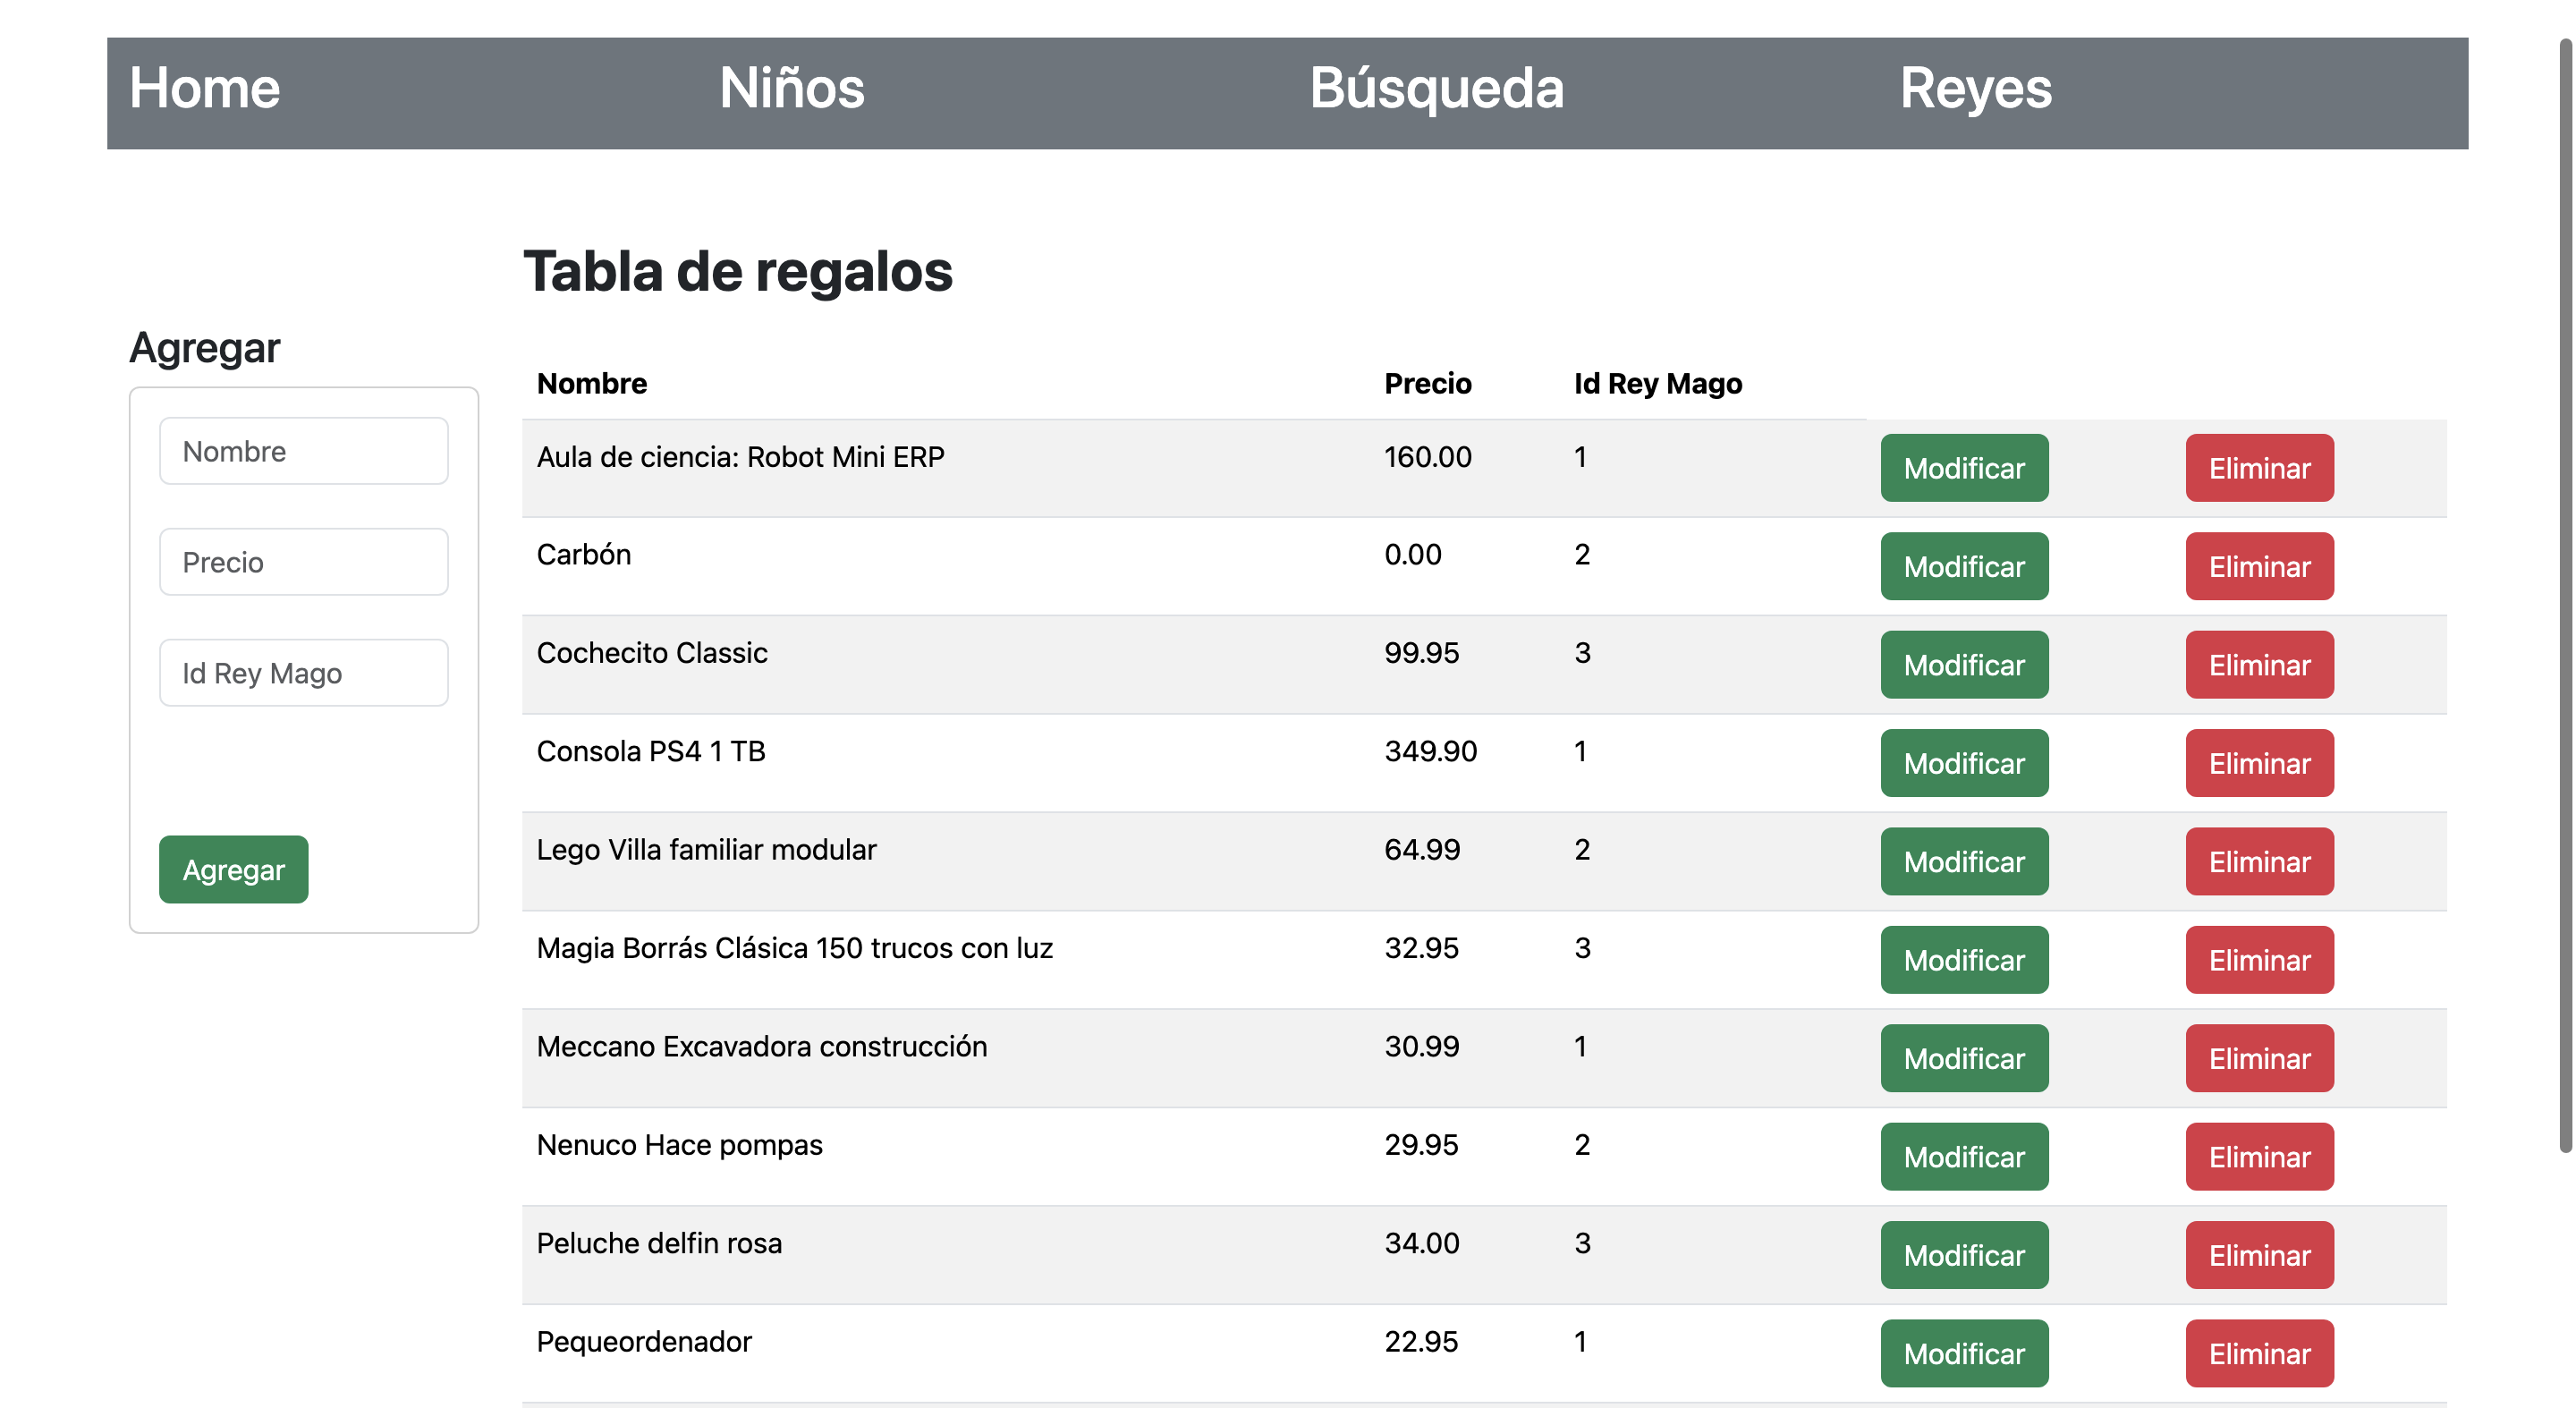 Home Niños Búsqueda Reyes
Tabla de regalos
Agregar
Nombre
Precio
Id Rey Mago
Agregar
Nombre Precio Id Rey Mago
Aula de ciencia: Robot Mini ERP 160.00 1 Modificar Eliminar
Carbón 0.00 2 Modificar Eliminar
Cochecito Classic 99.95 3 Modificar Eliminar
Consola PS4 1 TB 349.90 1 Modificar Eliminar
Lego Villa familiar modular 64.99 2 Modificar Eliminar
Magia Borrás Clásica 150 trucos con luz 32.95 3 Modificar Eliminar
Meccano Excavadora construcción 30.99 1 Modificar Eliminar
Nenuco Hace pompas 29.95 2 Modificar Eliminar
Peluche delfin rosa 34.00 3 Modificar Eliminar
Pequeordenador 22.95 1 Modificar Eliminar